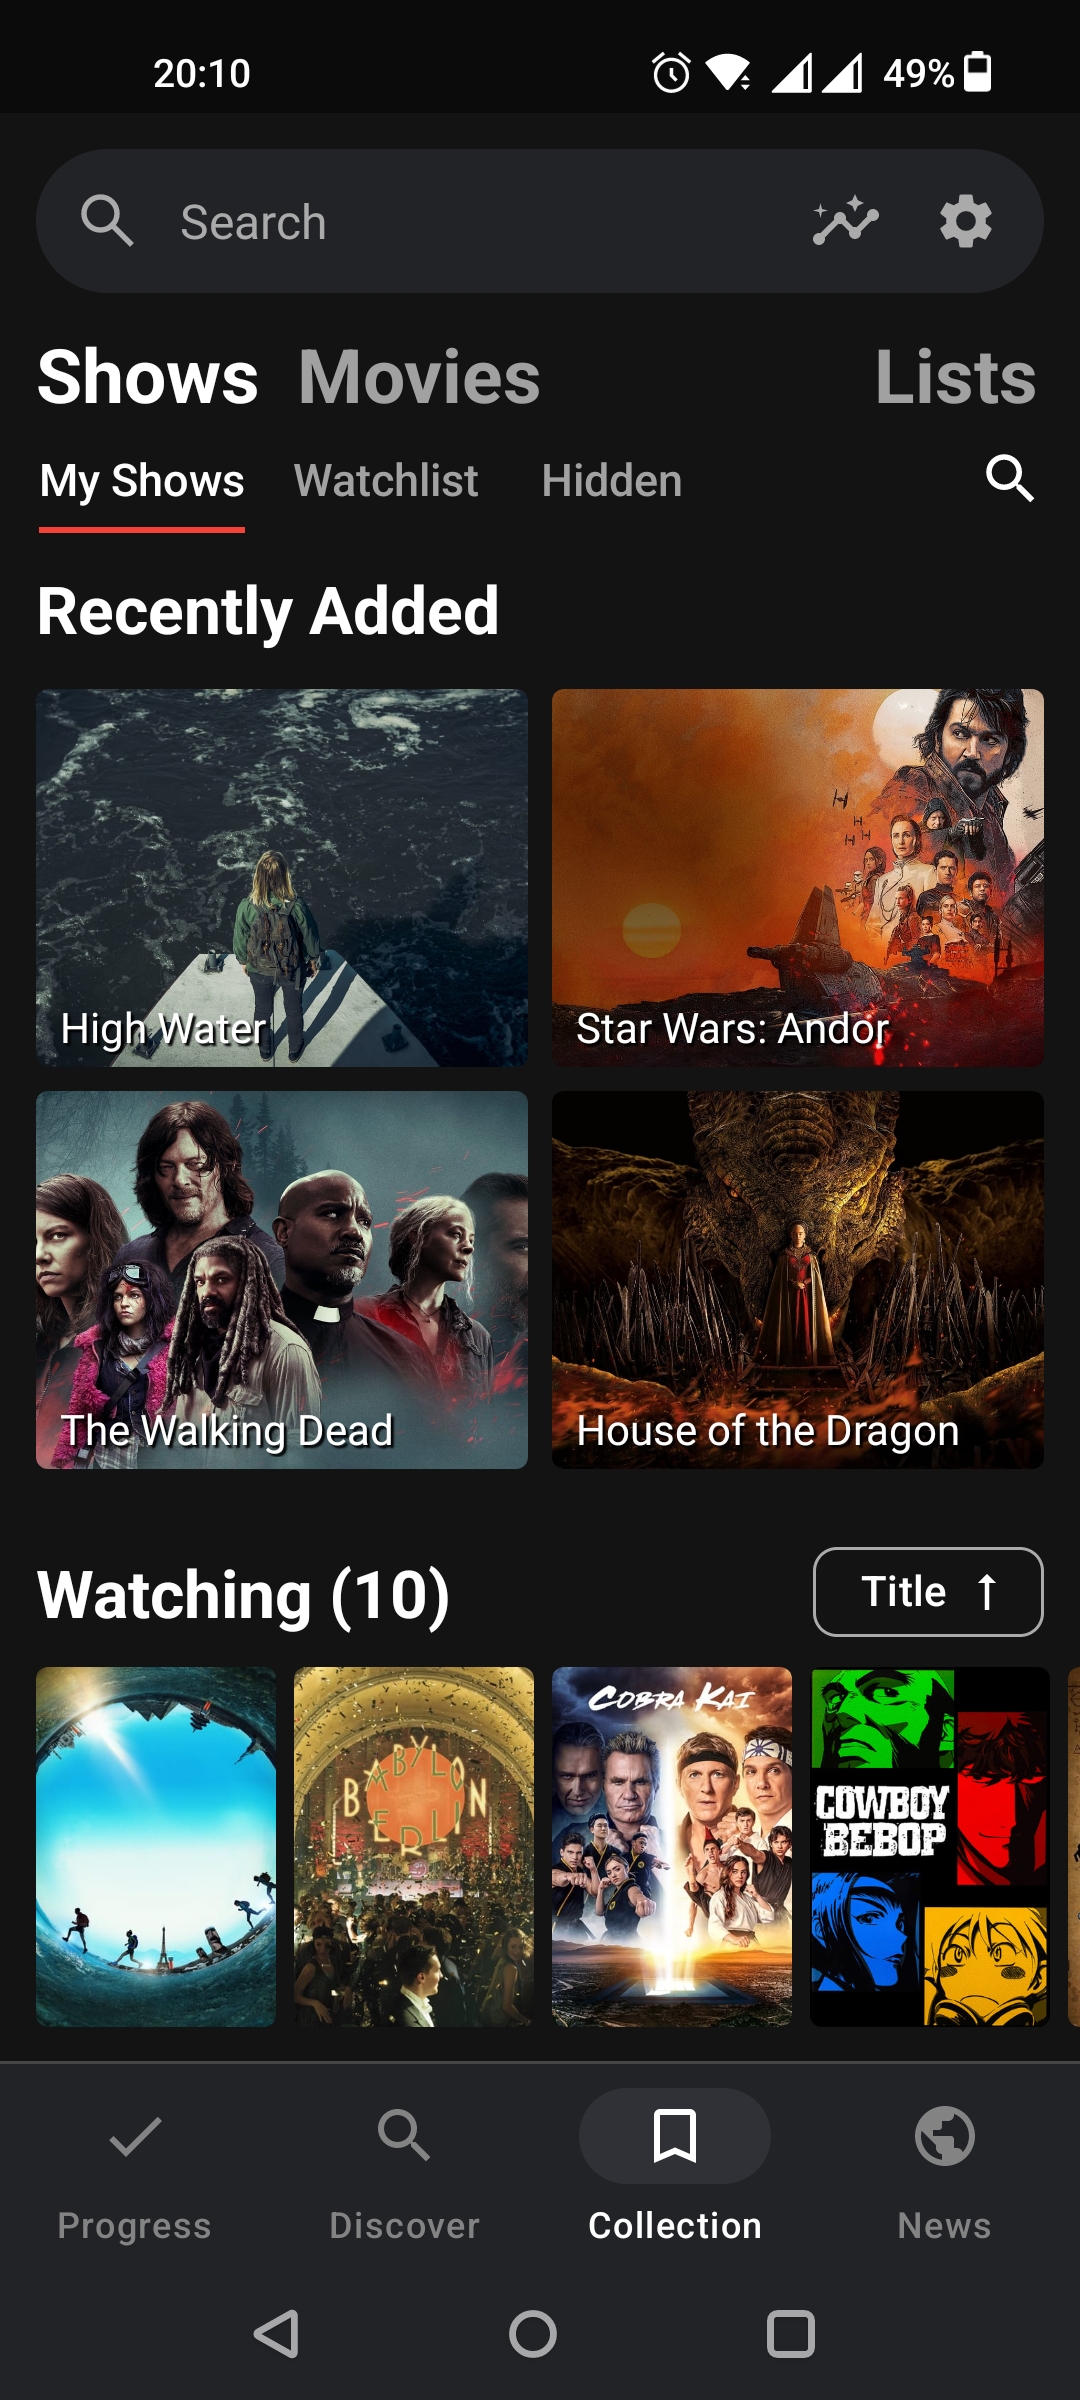 20:10
49%
Search
Shows Movies Lists
My Shows Watchlist Hidden
Recently Added
High Water
Star Wars: Andor
The Walking Dead
House of the Dragon
Watching (10)
Title ↑
BABYLON
BERLIN
COBRA KAI
COWBOY
BEBOP
Progress Discover Collection News